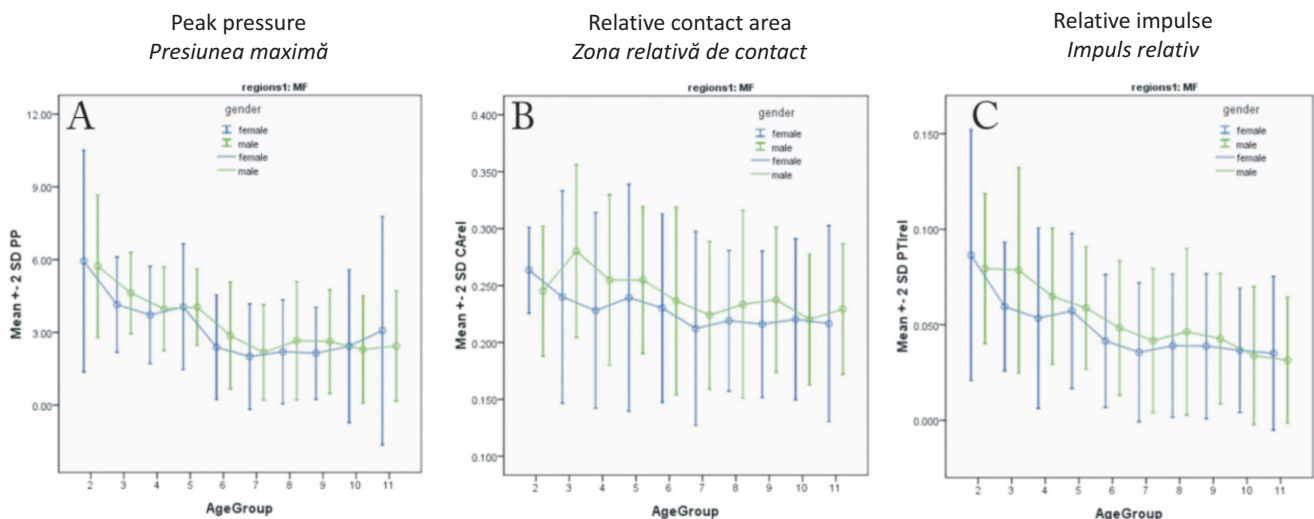 Peak pressure
Presiunea maximă
regions1: MF
A
gender
female
male
female
male
12.00
9.00
6.00
3.00
0.00
Mean +- 2 SD PP
2 3 4 5 6 7 8 9 10 11
AgeGroup
Relative contact area
Zona relativă de contact
regions1: MF
B
gender
female
male
female
male
0.400
0.350
0.300
0.250
0.200
0.150
0.100
Mean +- 2 SD CArel
2 3 4 5 6 7 8 9 10 11
AgeGroup
Relative impulse
Impuls relativ
regions1: MF
C
gender
female
male
female
male
0.150
0.100
0.050
0.000
Mean +- 2 SD PTIrel
2 3 4 5 6 7 8 9 10 11
AgeGroup